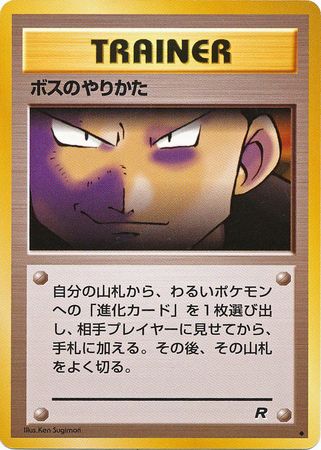 TRAINER
ボスのやりかた
自分の山札から、わるいポケモン
への「進化カード」を1枚選び出
し、相手プレイヤーに見せてから、
手札に加える。その後、その山札
をよく切る。
R
Illus.Ken Sugimori